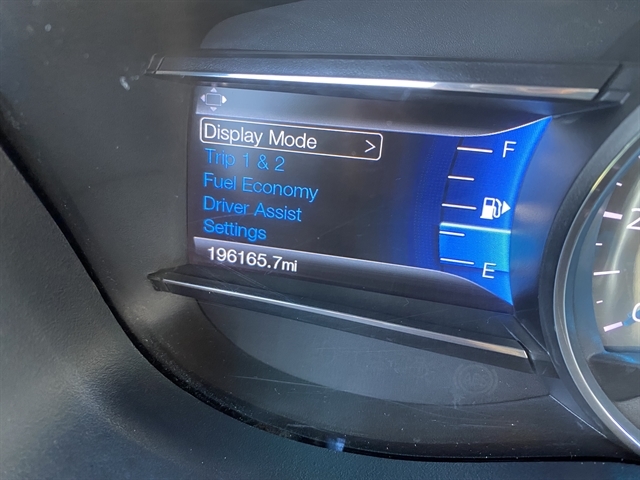 Display Mode >
Trip 1 & 2
Fuel Economy
Driver Assist
Settings
196165.7mi
F
E